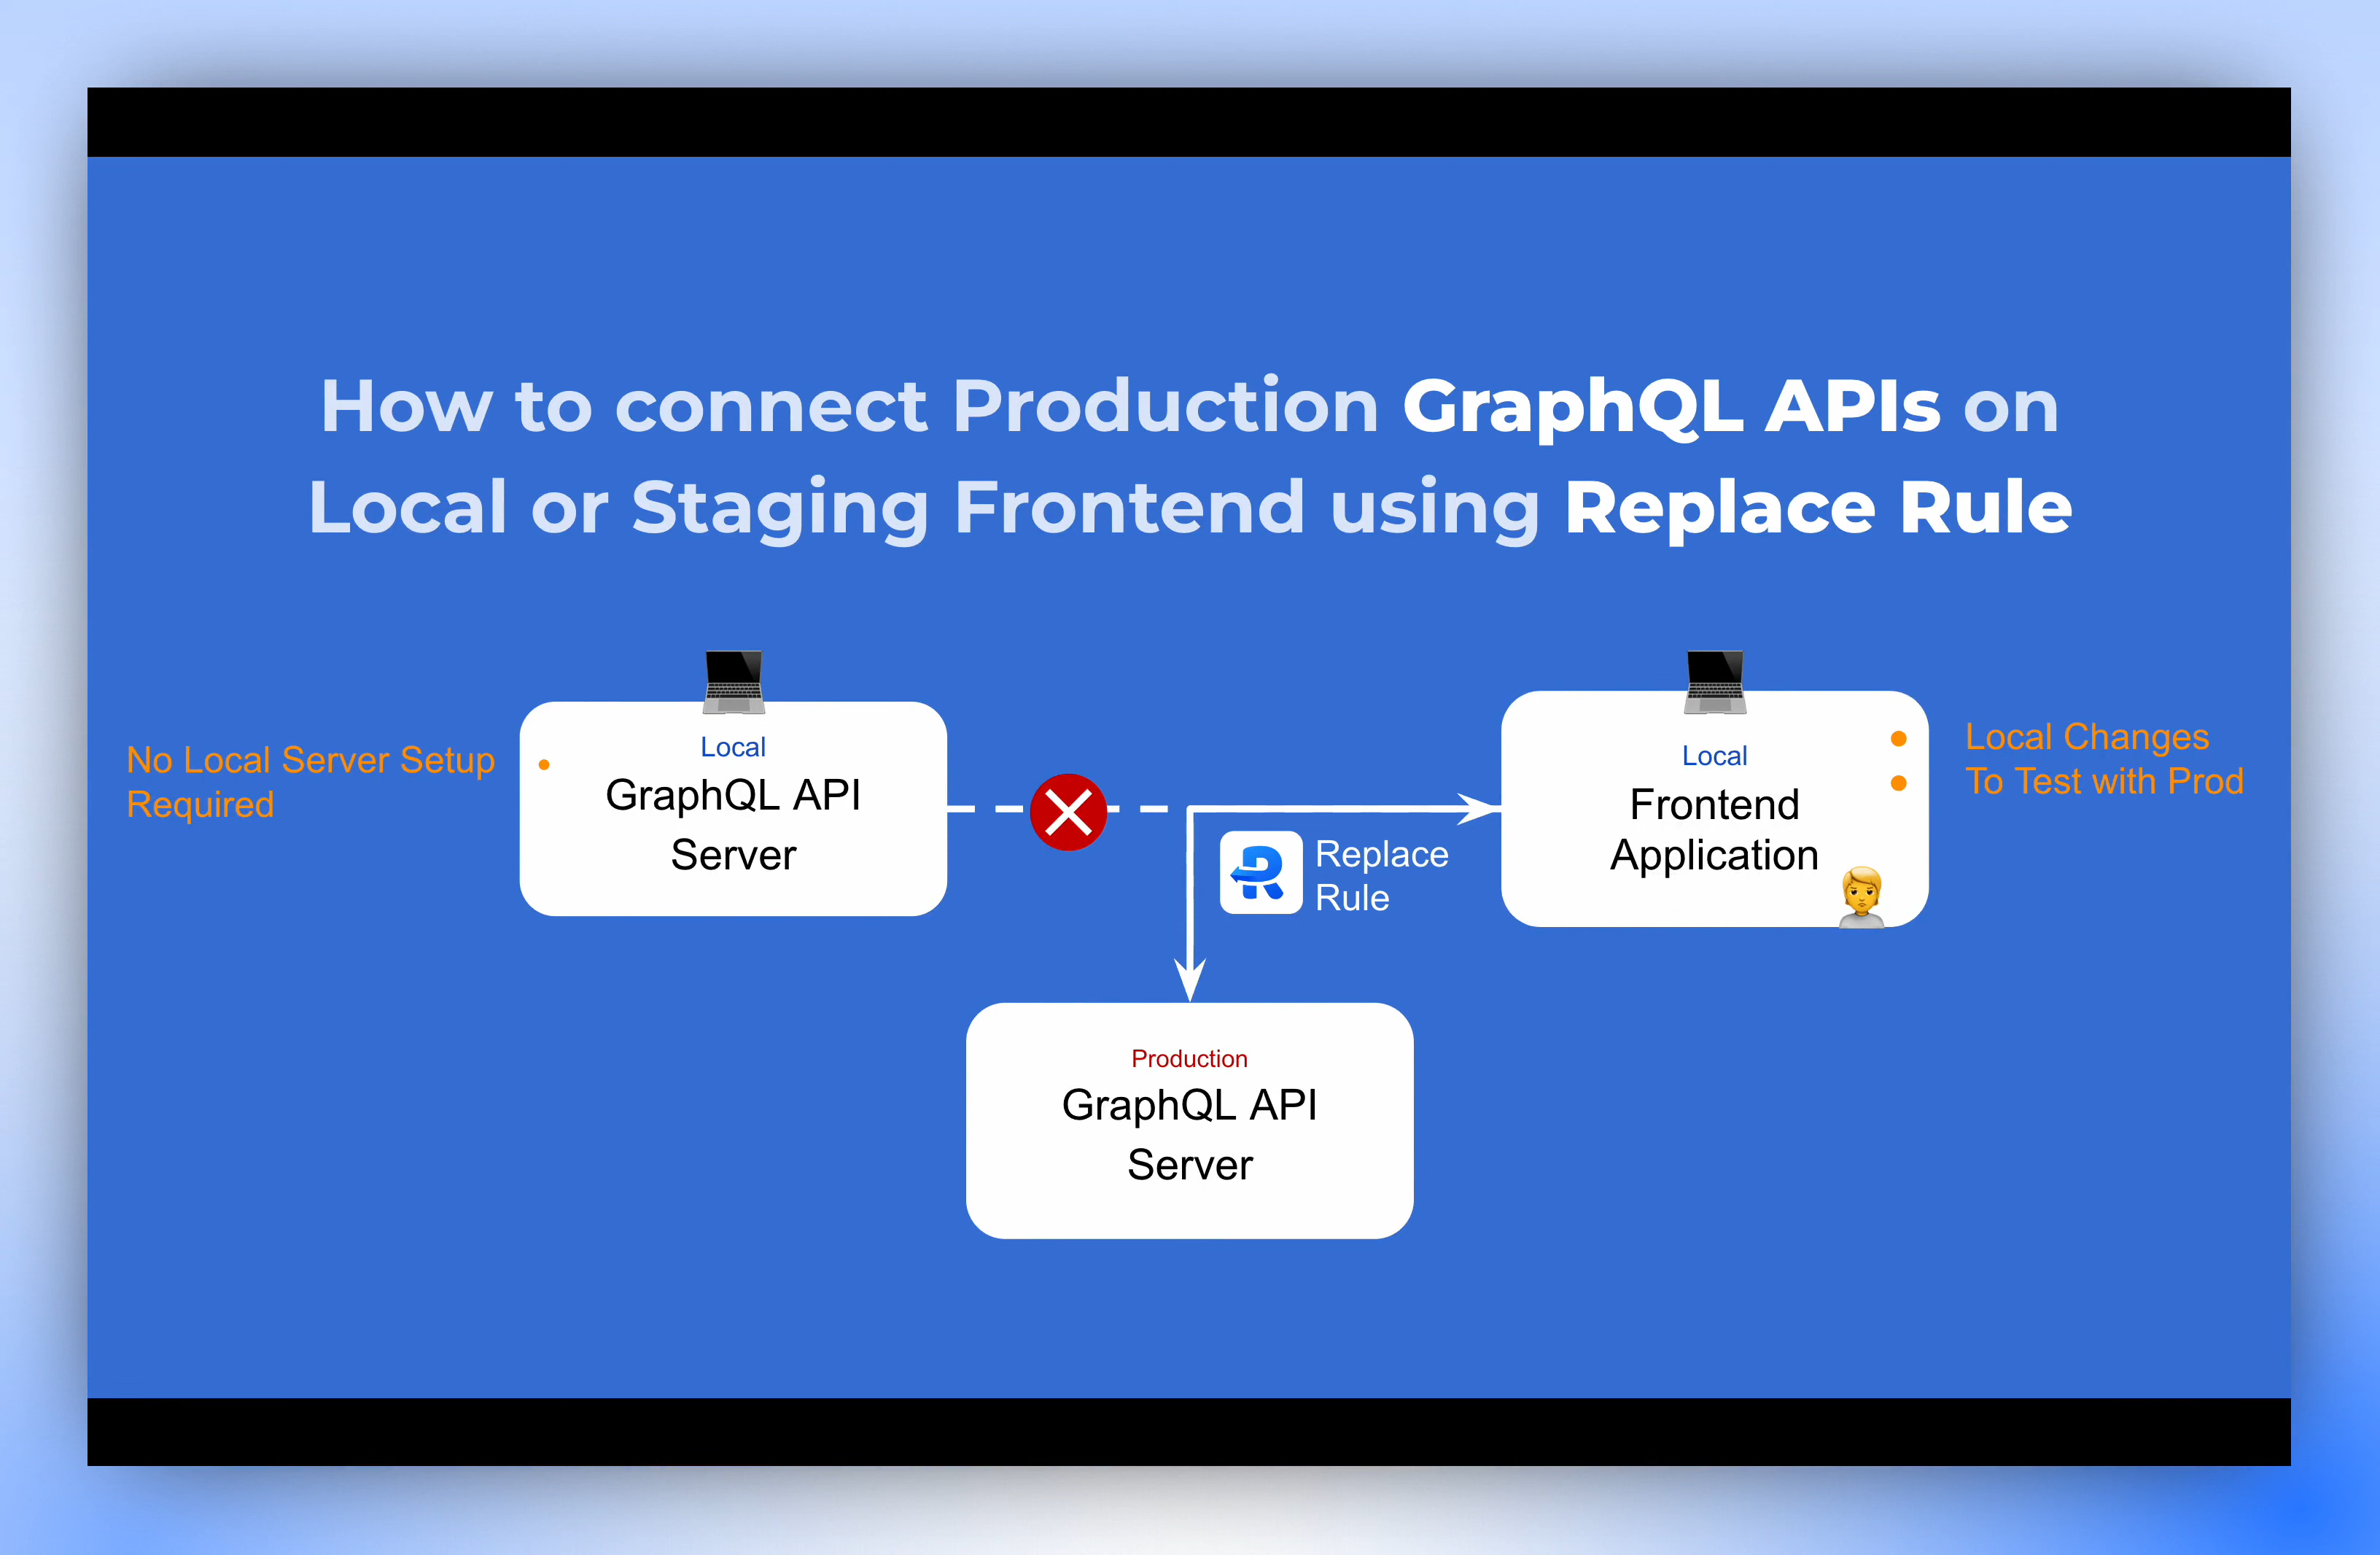 How to connect Production GraphQL APIs on
Local or Staging Frontend using Replace Rule
No Local Server Setup
Required
Local
GraphQL API
Server
Replace
Rule
Local
Frontend
Application
Local Changes
To Test with Prod
Production
GraphQL API
Server